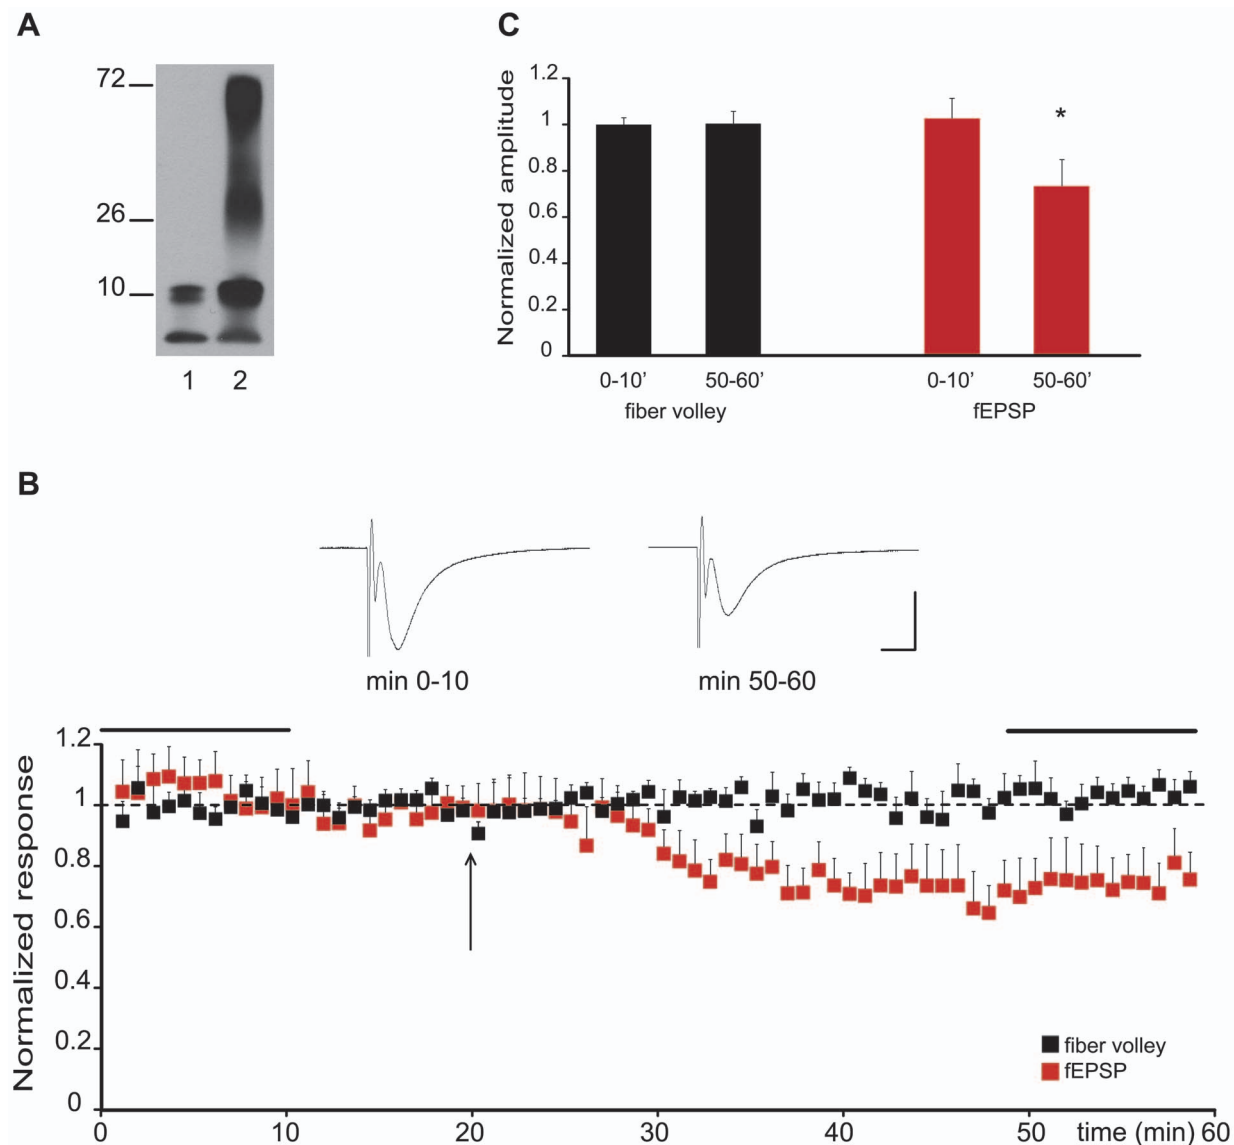 A
72
26
10
1 2
C
Normalized amplitude
1.2
1
0.8
0.6
0.4
0.2
0
*
0-10' 50-60' 0-10' 50-60'
fiber volley fEPSP
B
min 0-10 min 50-60
Normalized response
1.2
1
0.8
0.6
0.4
0.2
0
fiber volley
fEPSP
0 10 20 30 40 50 time (min) 60